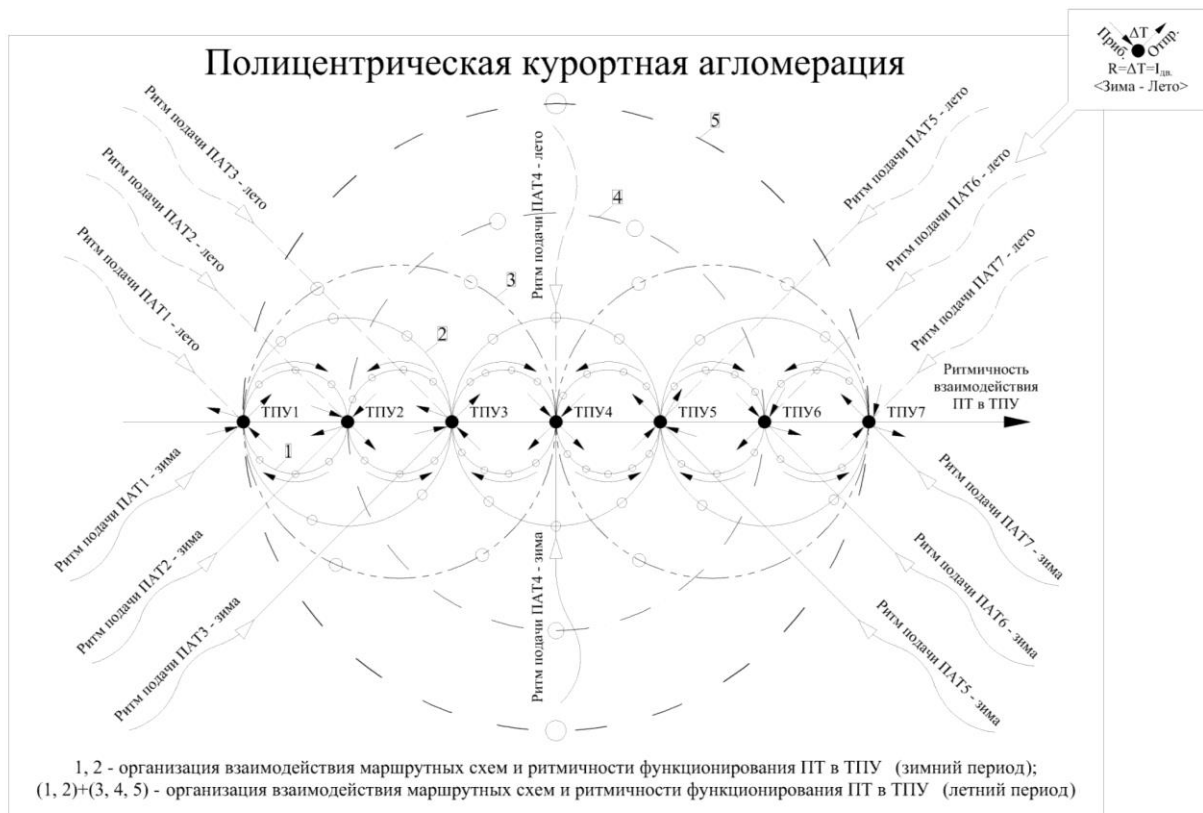 Приб.
ΔT
Отпр.
R=ΔT=Iдв.
<Зима - Лето>
Полицентрическая курортная агломерация
Ритм подачи ПАТ3 - лето
Ритм подачи ПАТ2 - лето
Ритм подачи ПАТ1 - лето
Ритм подачи ПАТ4 - лето
Ритм подачи ПАТ5 - лето
Ритм подачи ПАТ6 - лето
Ритм подачи ПАТ7 - лето
5
4
3
2
1
Ритмичность
взаимодействия
ПТ в ТПУ
ТПУ1
ТПУ2
ТПУ3
ТПУ4
ТПУ5
ТПУ6
ТПУ7
Ритм подачи ПАТ1 - зима
Ритм подачи ПАТ2 - зима
Ритм подачи ПАТ3 - зима
Ритм подачи ПАТ4 - зима
Ритм подачи ПАТ7 - зима
Ритм подачи ПАТ6 - зима
Ритм подачи ПАТ5 - зима
1, 2 - организация взаимодействия маршрутных схем и ритмичности функционирования ПТ в ТПУ (зимний период);
(1, 2)+(3, 4, 5) - организация взаимодействия маршрутных схем и ритмичности функционирования ПТ в ТПУ (летний период)